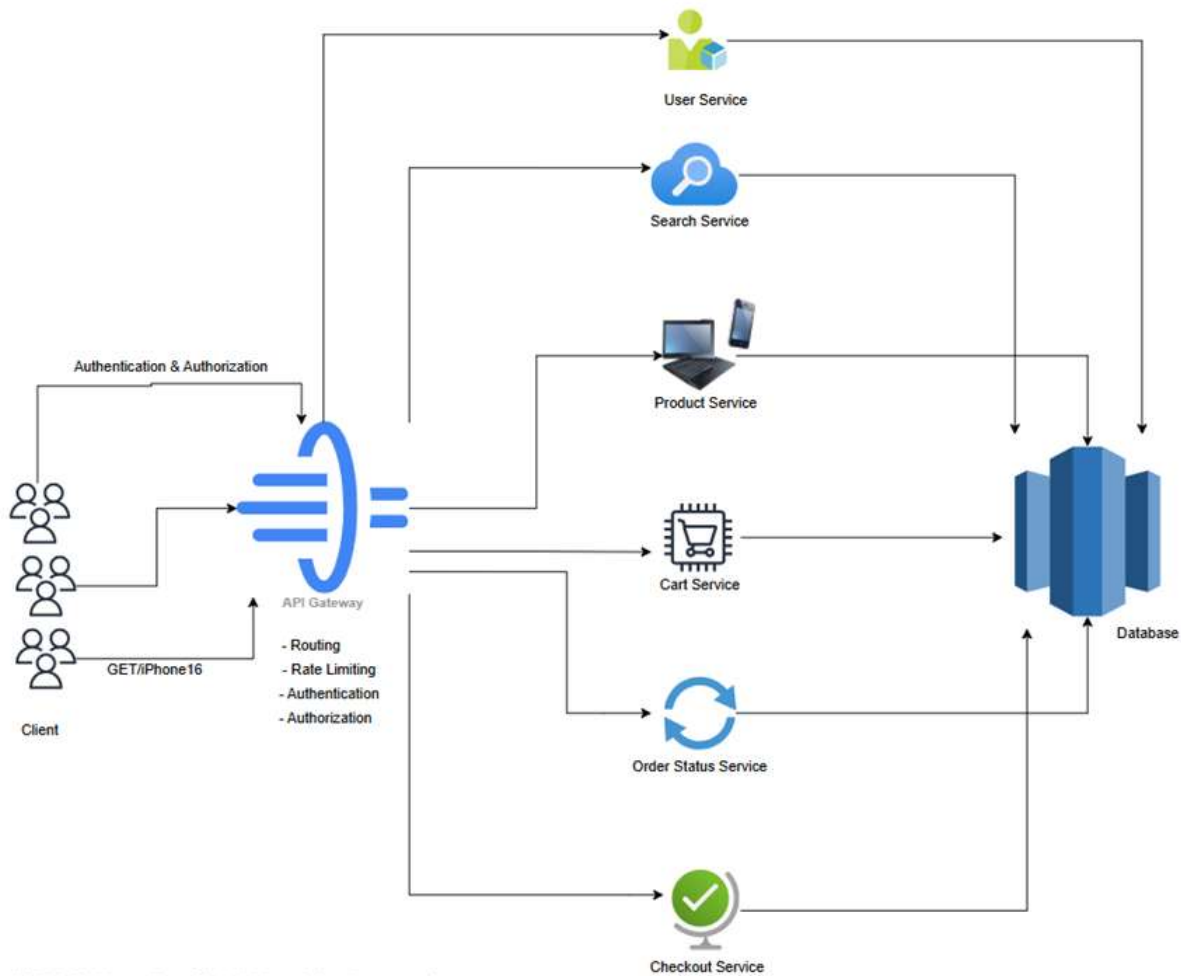 User Service
Search Service
Product Service
Authentication & Authorization
Cart Service
API Gateway
Database
- Routing
GET/iPhone16
- Rate Limiting
- Authentication
- Authorization
Client
Order Status Service
Checkout Service